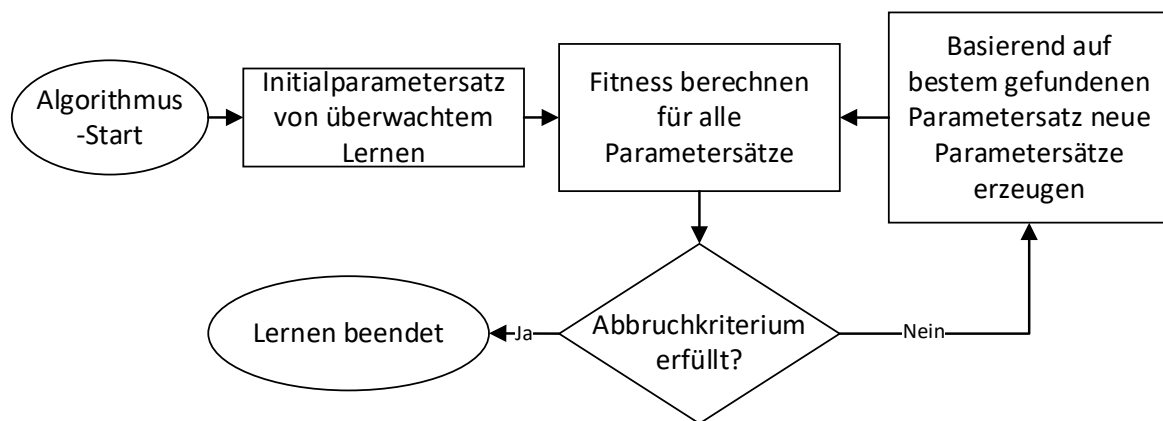 Algorithmus
-Start
Initialparametersatz
von überwachtem
Lernen
Fitness berechnen
für alle
Parametersätze
Basierend auf
bestem gefundenen
Parametersatz neue
Parametersätze
erzeugen
Lernen beendet
Ja
Abbruchkriterium
erfüllt?
Nein